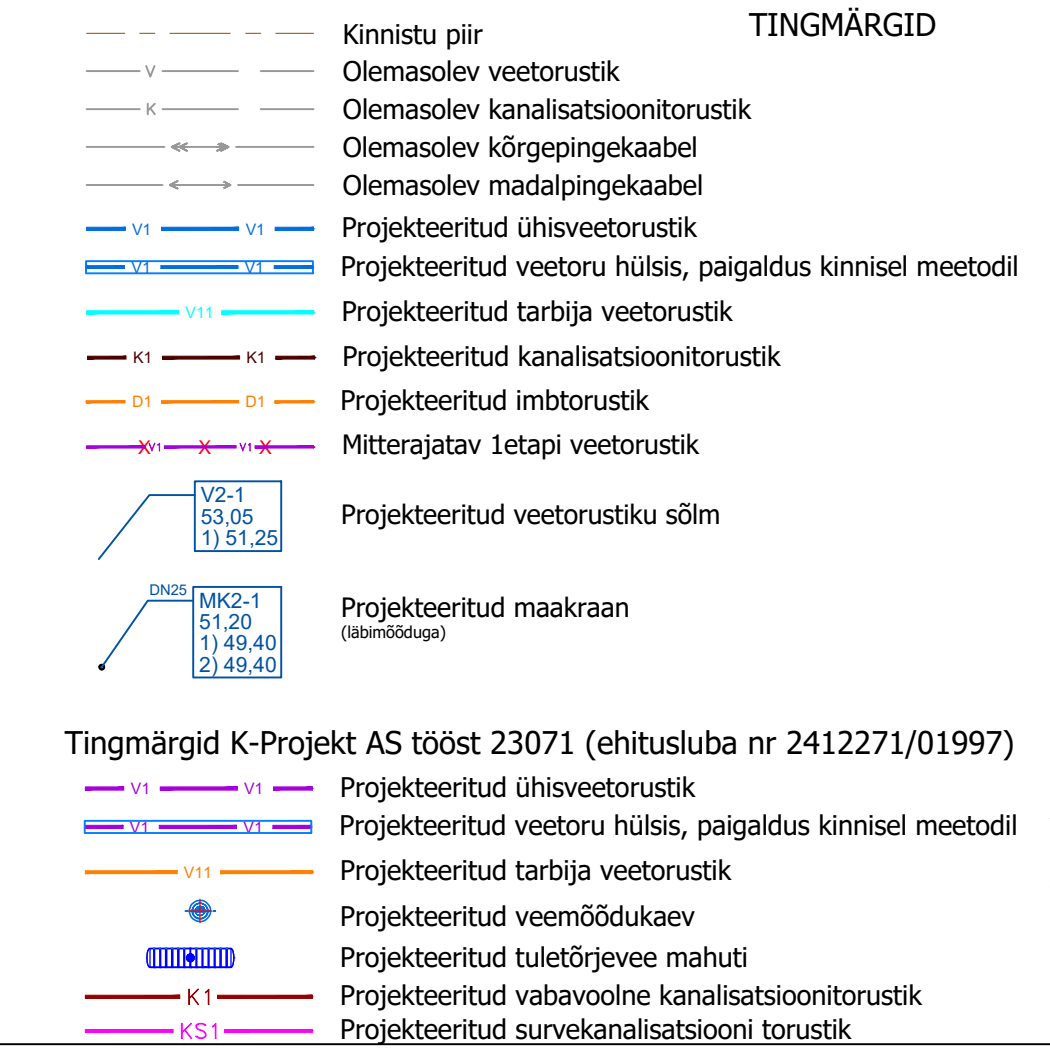 TINGMÄRGID
Kinnistu piir
V Olemasolev veetorustik
K Olemasolev kanalisatsioonitorustik
Olemasolev kõrgepingekaabel
Olemasolev madalpingekaabel
V1 V1 Projekteeritud ühisveetorustik
V1 V1 Projekteeritud veetoru hülsis, paigaldus kinnisel meetodil
V11 Projekteeritud tarbija veetorustik
K1 K1 Projekteeritud kanalisatsioonitorustik
D1 D1 Projekteeritud imbtorustik
X V1 X V1 X Mitterajatav 1etapi veetorustik
V2-1
53,05
1) 51,25
Projekteeritud veetorustiku sõlm
DN25
MK2-1
51,20
1) 49,40
2) 49,40
Projekteeritud maakraan
(läbimõõduga)
Tingmärgid K-Projekt AS tööst 23071 (ehitusluba nr 2412271/01997)
V1 V1 Projekteeritud ühisveetorustik
V1 V1 Projekteeritud veetoru hülsis, paigaldus kinnisel meetodil
V11 Projekteeritud tarbija veetorustik
Projekteeritud veemõõdukaev
Projekteeritud tuletõrjevee mahuti
K1 Projekteeritud vabavoolne kanalisatsioonitorustik
KS1 Projekteeritud survekanalisatsiooni torustik